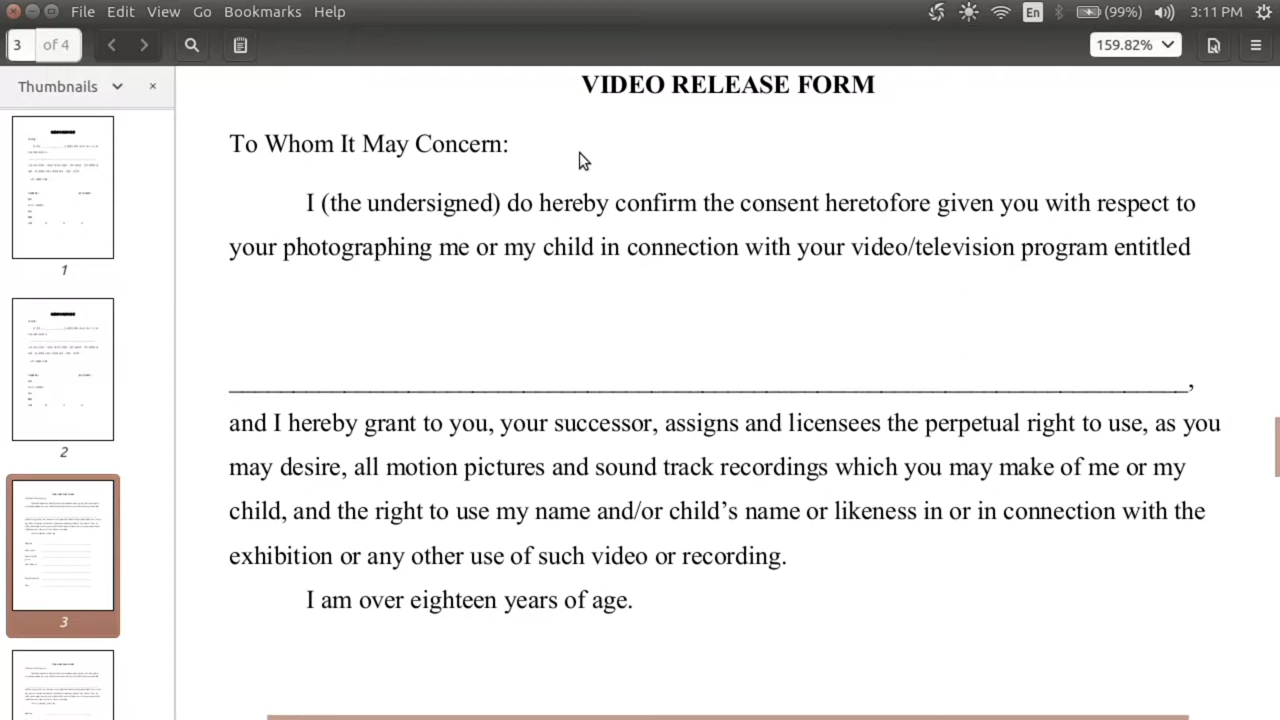 File Edit View Go Bookmarks Help
En (99%) 3:11 PM
3 of 4
159.82%
Thumbnails ×
1
2
3
VIDEO RELEASE FORM
To Whom It May Concern:
I (the undersigned) do hereby confirm the consent heretofore given you with respect to
your photographing me or my child in connection with your video/television program entitled
,
and I hereby grant to you, your successor, assigns and licensees the perpetual right to use, as you
may desire, all motion pictures and sound track recordings which you may make of me or my
child, and the right to use my name and/or child’s name or likeness in or in connection with the
exhibition or any other use of such video or recording.
I am over eighteen years of age.